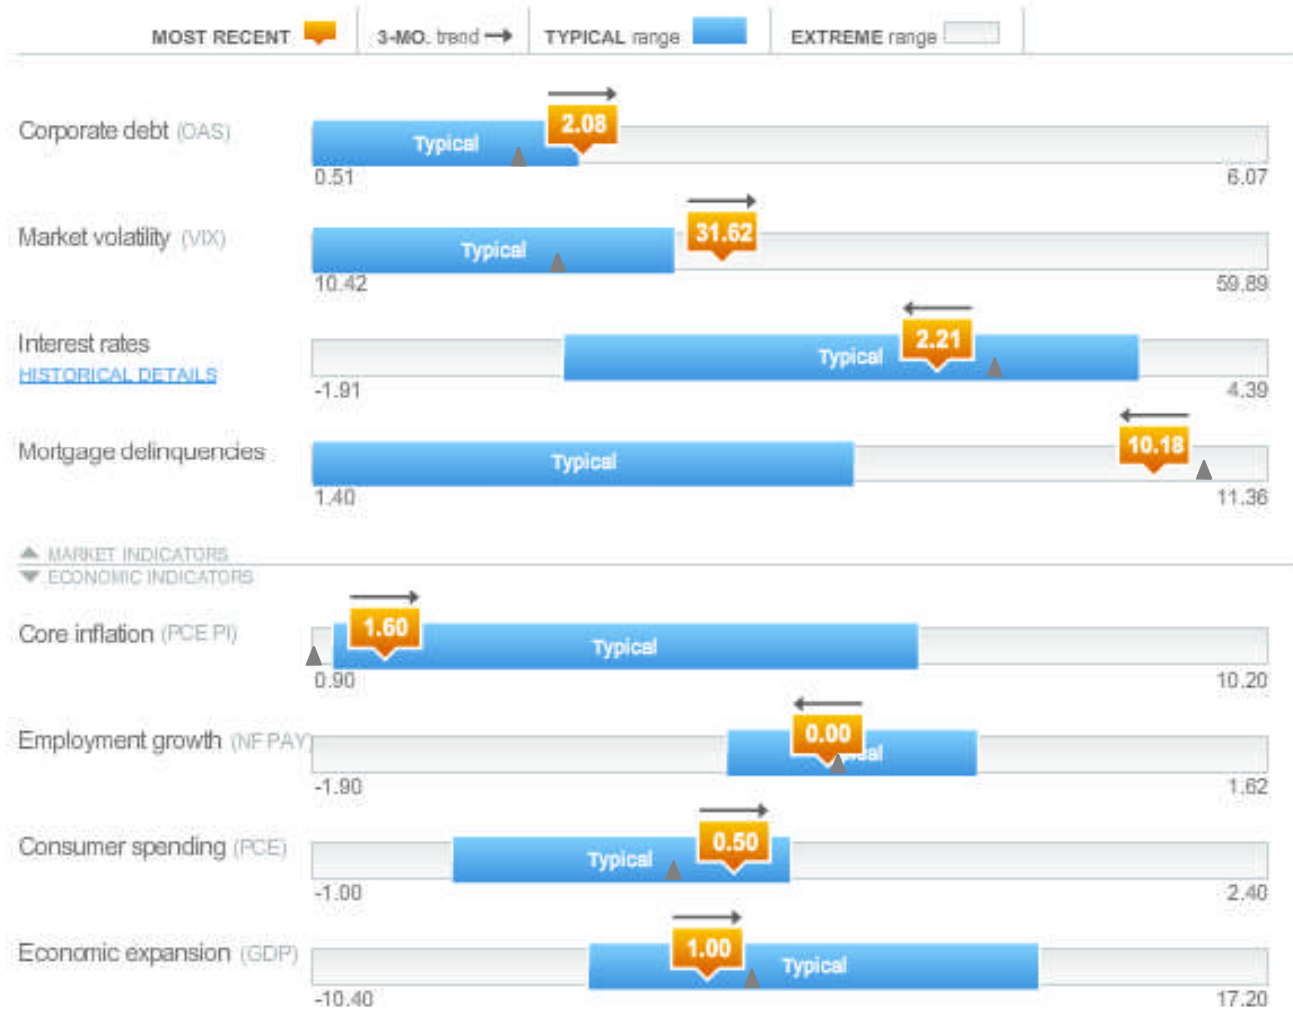 MOST RECENT 3-MO. trend TYPICAL range EXTREME range
Corporate debt (OAS)
Typical
2.08
0.51 6.07
Market volatility (VIX)
Typical
31.62
10.42 59.89
Interest rates
HISTORICAL DETAILS
Typical
2.21
-1.91 4.39
Mortgage delinquencies
Typical
10.18
1.40 11.36
MARKET INDICATORS
ECONOMIC INDICATORS
Core inflation (PCE PI)
1.60
Typical
0.90 10.20
Employment growth (NF PAY)
0.00
-1.90 1.62
Consumer spending (PCE)
Typical
0.50
-1.00 2.40
Economic expansion (GDP)
1.00
Typical
-10.40 17.20